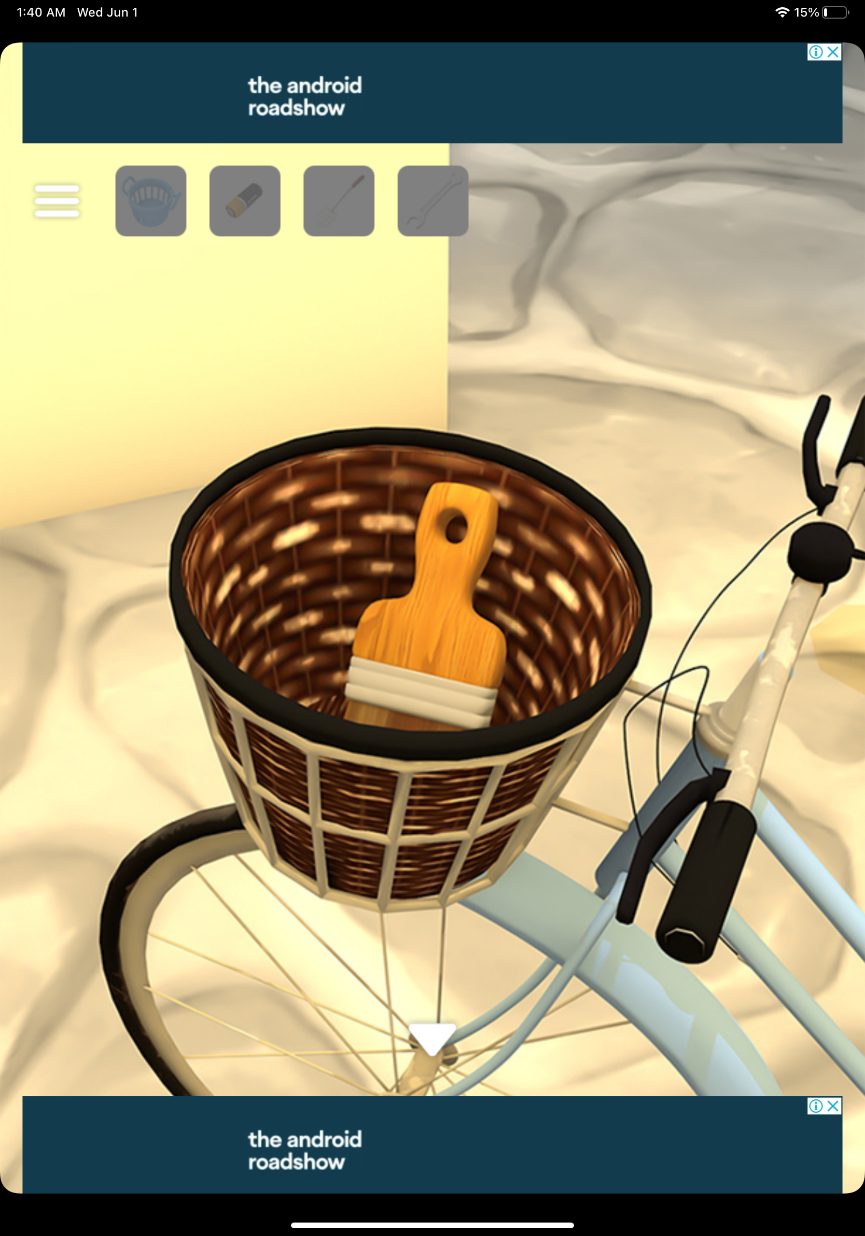 1:40 AM Wed Jun 1
15%
the android
roadshow
the android
roadshow